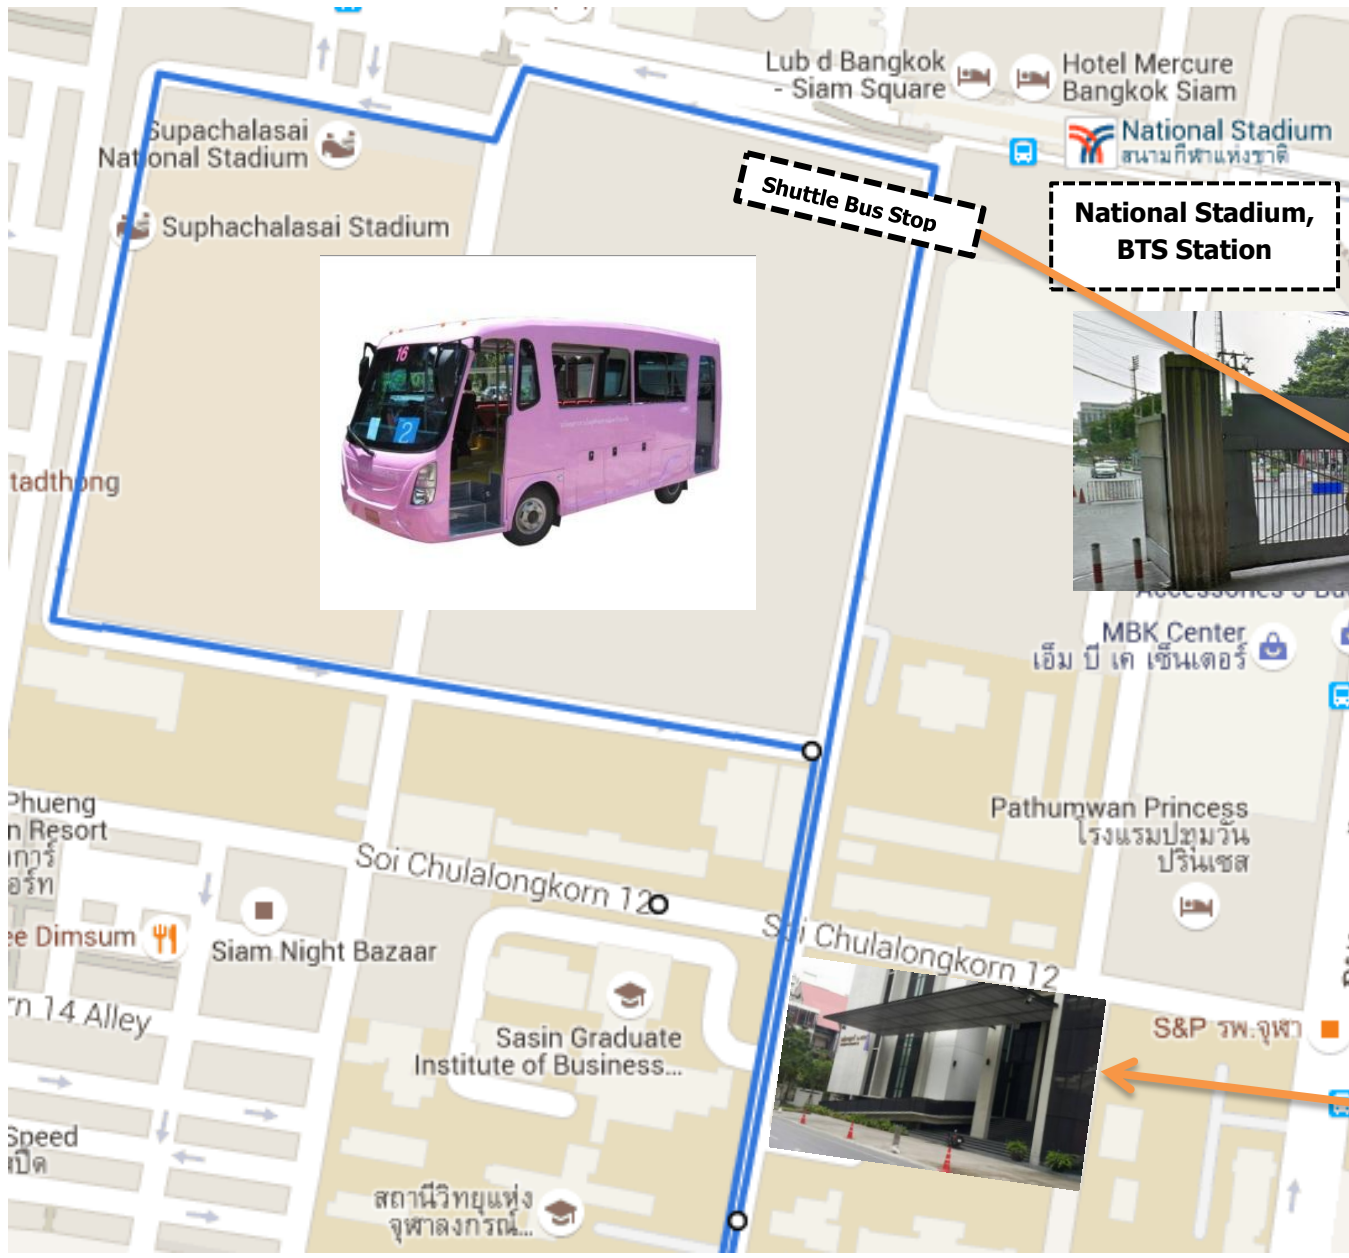 Lub d Bangkok
- Siam Square
Hotel Mercure
Bangkok Siam
National Stadium
สนามกีฬาแห่งชาติ
Supachalasai
National Stadium
Shuttle Bus Stop
National Stadium,
BTS Station
Suphachalasai Stadium
16
2
tadthong
MBK Center
เอ็ม บี เค เซ็นเตอร์
Phueng
n Resort
Pathumwan Princess
โรงแรมปทุมวัน
ปริ๊นเซส
Soi Chulalongkorn 12
Soi Chulalongkorn 12
ee Dimsum
Siam Night Bazaar
rn 14 Alley
Sasin Graduate
Institute of Business...
S&P รพ.จุฬา
Speed
สถานีวิทยุแห่ง
จุฬาลงกรณ์...